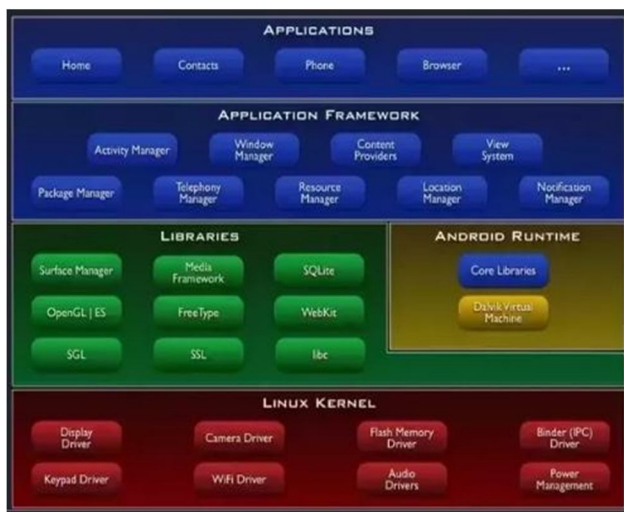 APPLICATIONS
Home
Contacts
Phone
Browser
...
APPLICATION FRAMEWORK
Activity Manager
Window
Manager
Content
Providers
View
System
Package Manager
Telephony
Manager
Resource
Manager
Location
Manager
Notification
Manager
LIBRARIES
Surface Manager
Media
Framework
SQLite
OpenGL | ES
FreeType
WebKit
SGL
SSL
libc
ANDROID RUNTIME
Core Libraries
Dalvik Virtual
Machine
LINUX KERNEL
Display
Driver
Camera Driver
Flash Memory
Driver
Binder (IPC)
Driver
Keypad Driver
WiFi Driver
Audio
Drivers
Power
Management